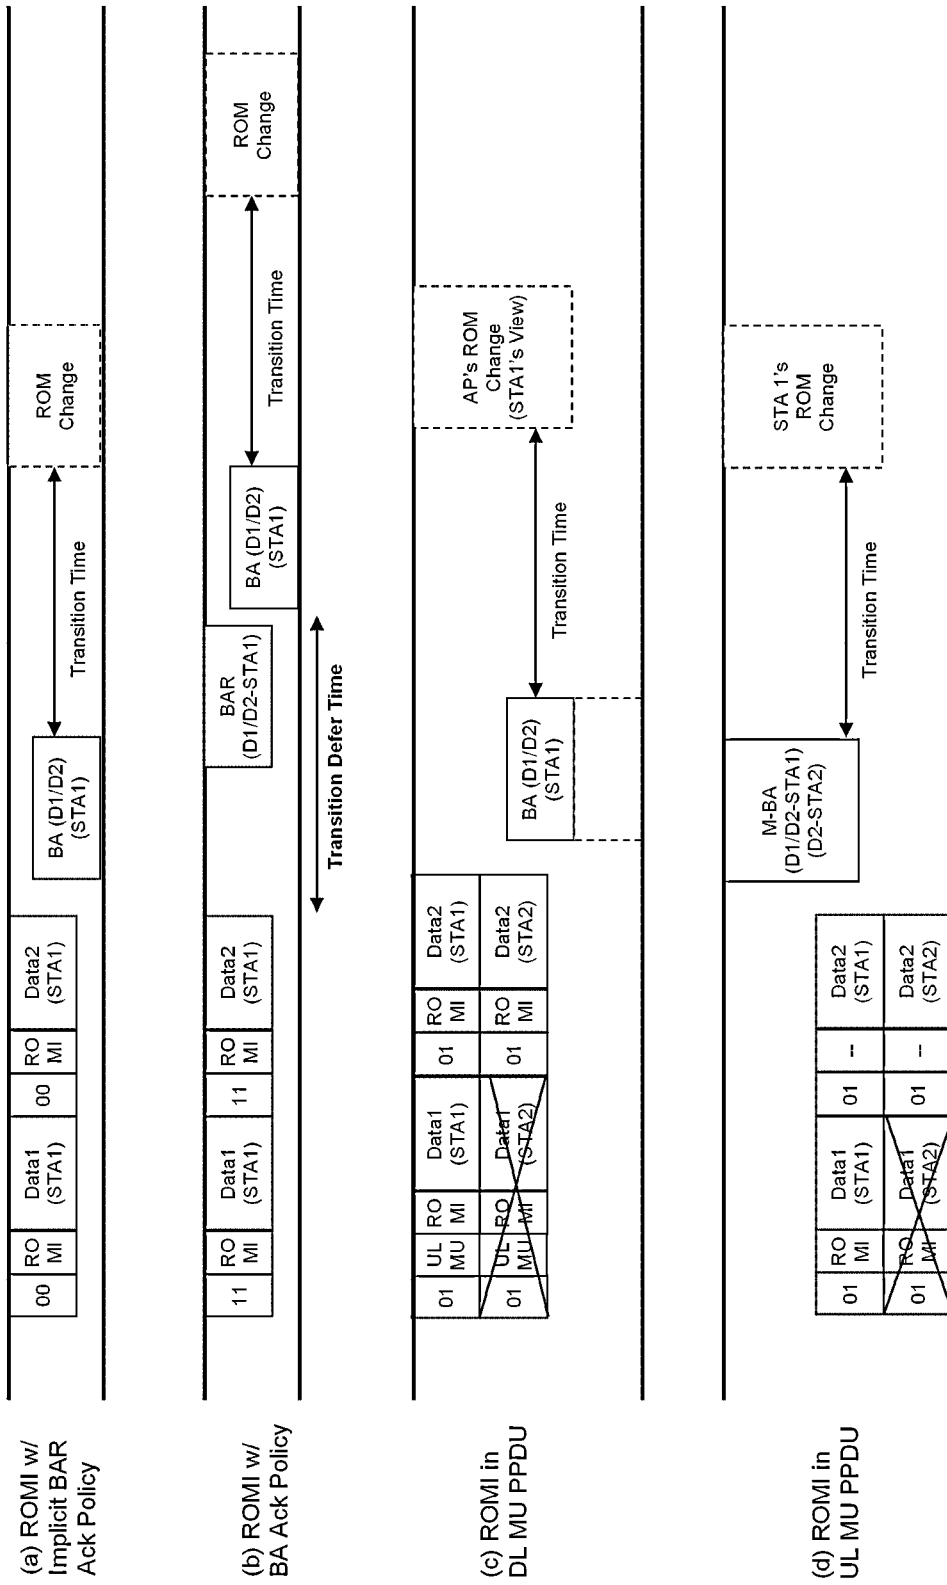 (a) ROMI w/
Implicit BAR
Ack Policy
00
RO
MI
Data1
(STA1)
00
RO
MI
Data2
(STA1)
BA (D1/D2)
(STA1)
Transition Time
ROM
Change
(b) ROMI w/
BA Ack Policy
11
RO
MI
Data1
(STA1)
11
RO
MI
Data2
(STA1)
Transition Defer Time
BAR
(D1/D2-STA1)
BA (D1/D2)
(STA1)
Transition Time
ROM
Change
(c) ROMI in
DL MU PPDU
01
UL
MU
RO
MI
Data1
(STA1)
01
RO
MI
Data2
(STA1)
01
UL
MU
RO
MI
Data1
(STA2)
01
RO
MI
Data2
(STA2)
BA (D1/D2)
(STA1)
Transition Time
AP's ROM
Change
(STA1's View)
(d) ROMI in
UL MU PPDU
01
RO
MI
Data1
(STA1)
01
--
Data2
(STA1)
01
RO
MI
Data1
(STA2)
01
--
Data2
(STA2)
M-BA
(D1/D2-STA1)
(D2-STA2)
Transition Time
STA 1's
ROM
Change